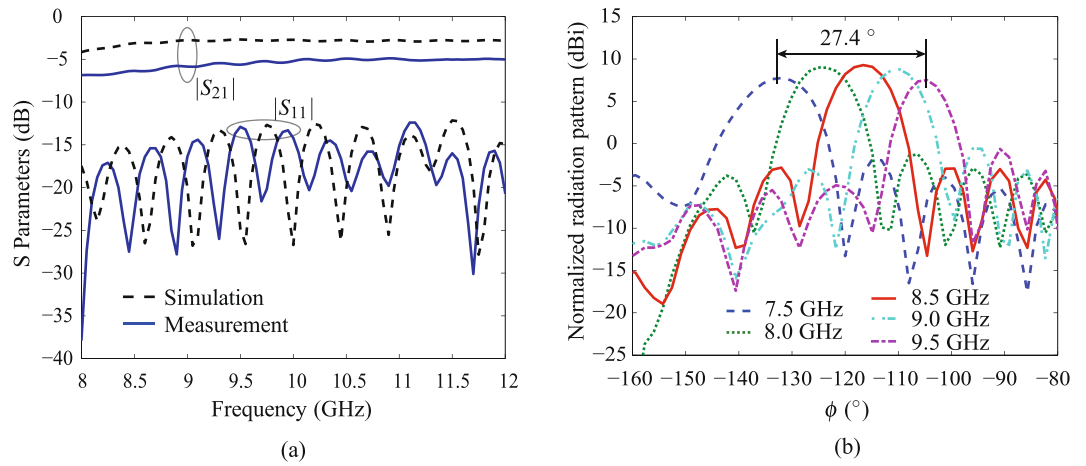 0
−5
−10
−15
−20
−25
−30
−35
−40
S Parameters (dB)
|S21|
|S11|
Simulation
Measurement
8
8.5
9
9.5
10
10.5
11
11.5
12
Frequency (GHz)
(a)
15
10
5
0
−5
−10
−15
−20
−25
Normalized radiation pattern (dBi)
27.4 °
7.5 GHz
8.0 GHz
8.5 GHz
9.0 GHz
9.5 GHz
−160
−150
−140
−130
−120
−110
−100
−90
−80
ϕ (°)
(b)